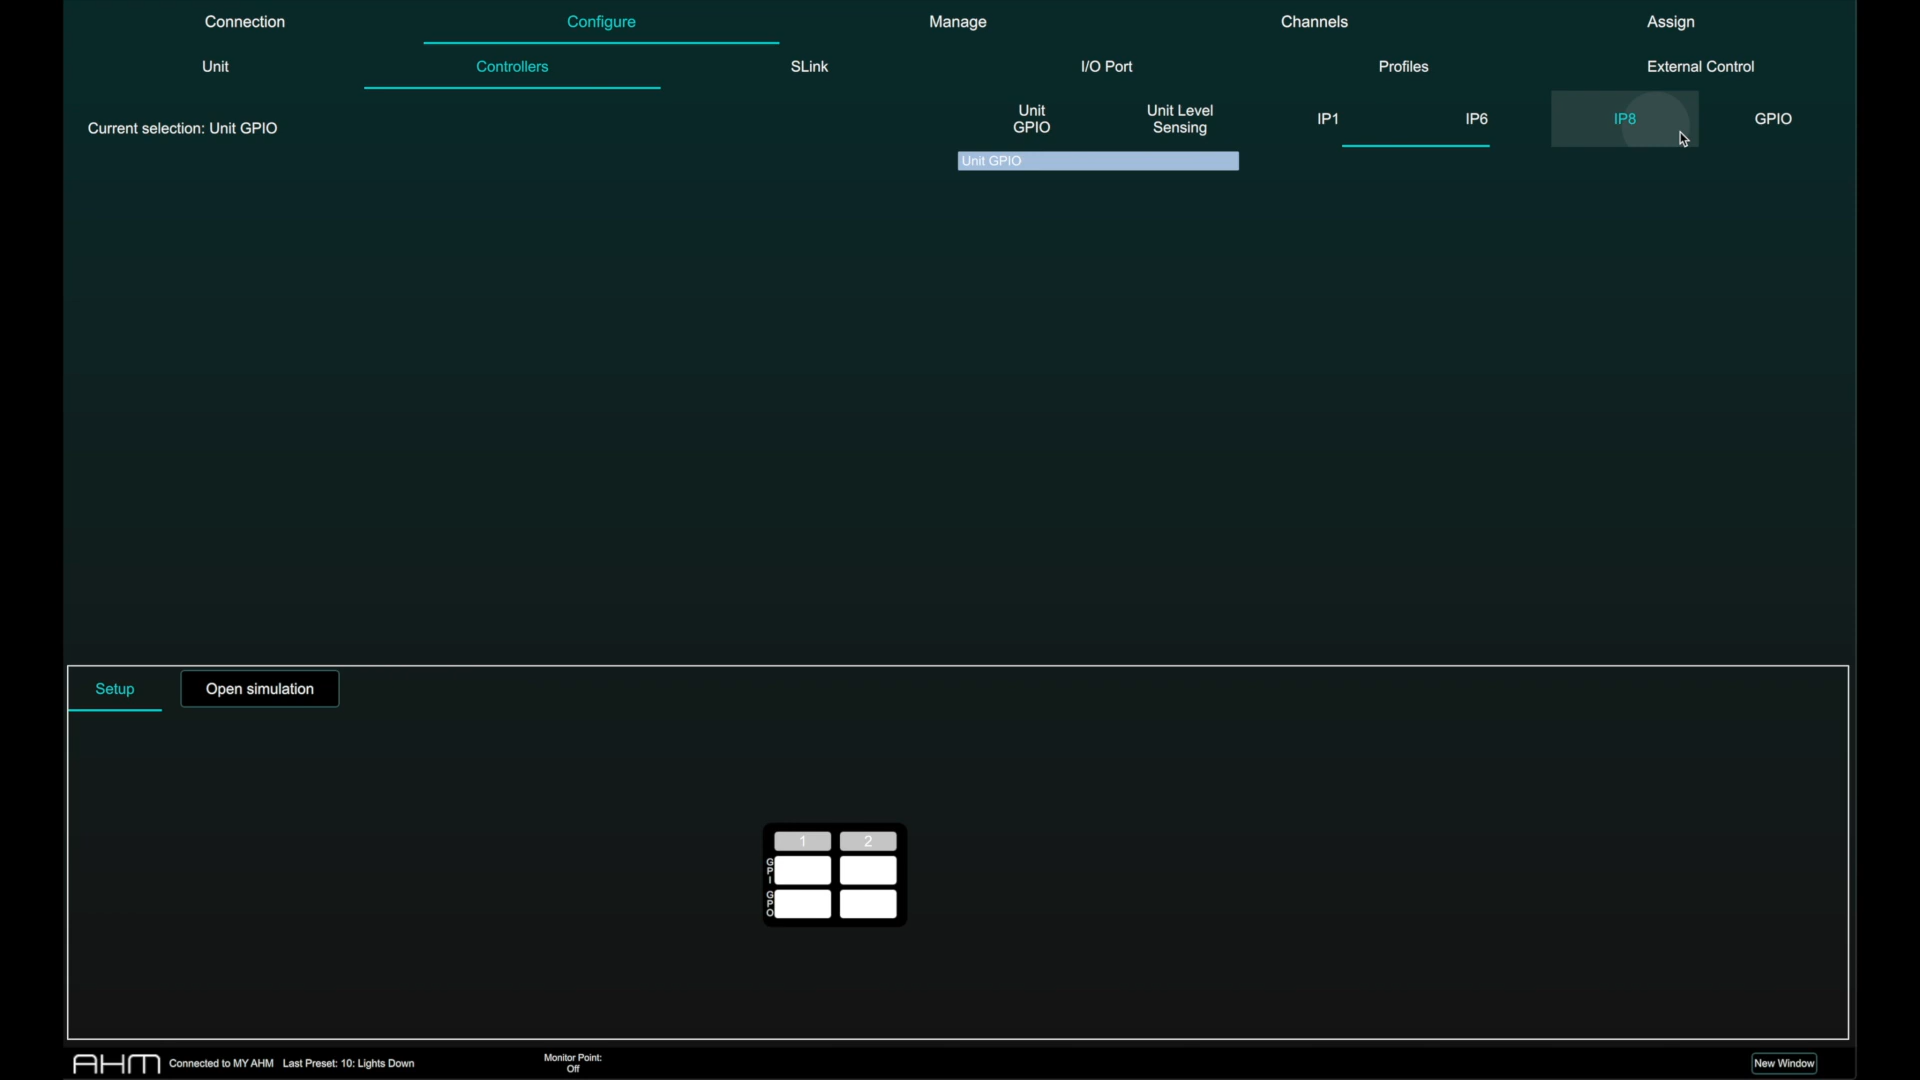 Connection Configure Manage Channels Assign
Unit Controllers SLink I/O Port Profiles External Control
Current selection: Unit GPIO
Unit
GPIO
Unit Level
Sensing
IP1 IP6 IP8 GPIO
Unit GPIO
Setup Open simulation
1 2
GPI
GPO
AHM Connected to MY AHM Last Preset: 10: Lights Down
Monitor Point:
Off
New Window